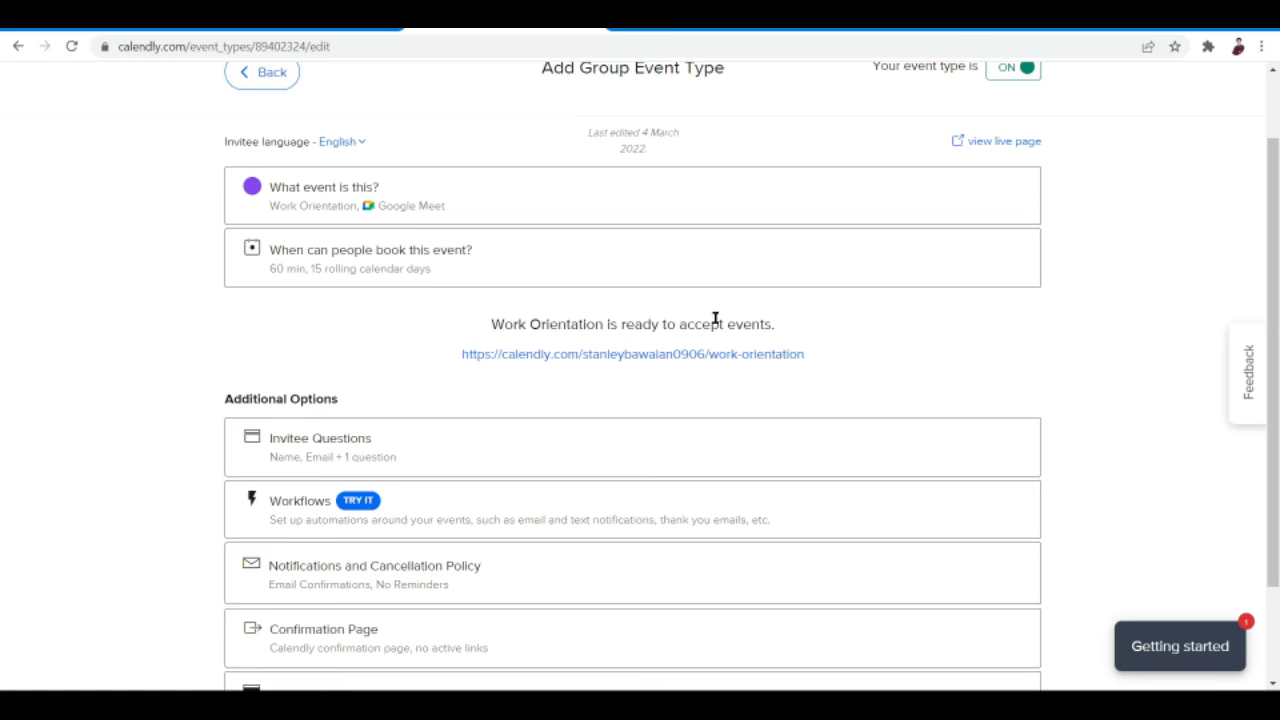 calendly.com/event_types/89402324/edit
Back
Add Group Event Type
Your event type is
ON
Invitee language - English
Last edited 4 March
2022.
view live page
What event is this?
Work Orientation, Google Meet
When can people book this event?
60 min, 15 rolling calendar days
Work Orientation is ready to accept events.
https://calendly.com/stanleybawalan0906/work-orientation
Feedback
Additional Options
Invitee Questions
Name, Email + 1 question
Workflows TRY IT
Set up automations around your events, such as email and text notifications, thank you emails, etc.
Notifications and Cancellation Policy
Email Confirmations, No Reminders
Confirmation Page
Calendly confirmation page, no active links
1
Getting started